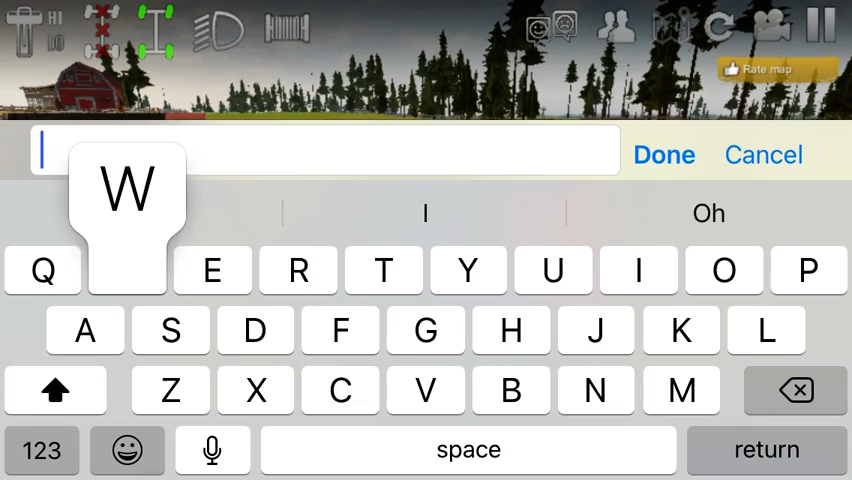 HI
LO
Rate map
Done Cancel
W
I Oh
Q E R T Y U I O P
A S D F G H J K L
Z X C V B N M
123 space return